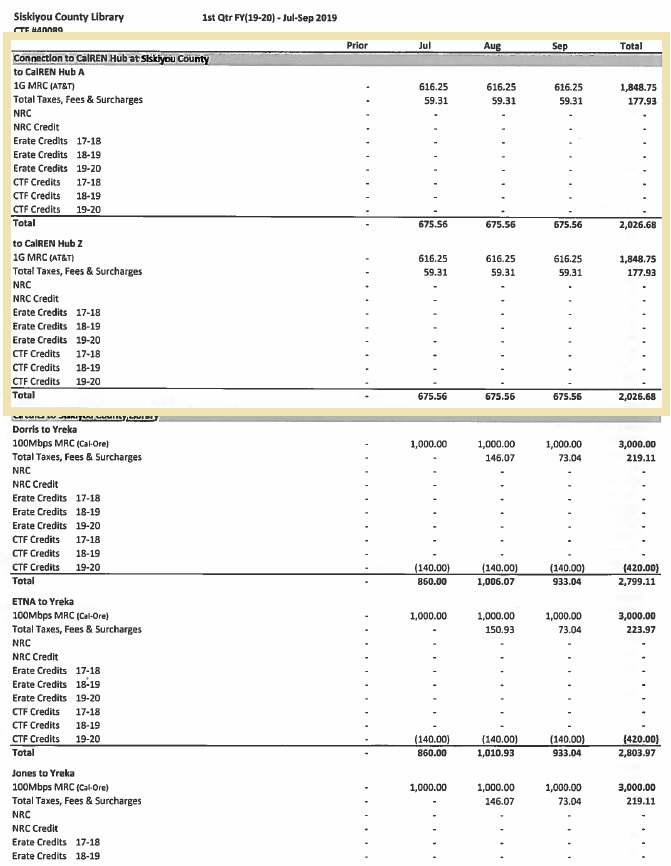 Siskiyou County Library 1st Qtr FY(19-20) - Jul-Sep 2019
CTF #40089
Prior Jul Aug Sep Total
Connection to CalREN Hub at Siskiyou County
to CalREN Hub A
1G MRC (AT&T) - 616.25 616.25 616.25 1,848.75
Total Taxes, Fees & Surcharges - 59.31 59.31 59.31 177.93
NRC - - - - -
NRC Credit - - - - -
Erate Credits 17-18 - - - - -
Erate Credits 18-19 - - - - -
Erate Credits 19-20 - - - - -
CTF Credits 17-18 - - - - -
CTF Credits 18-19 - - - - -
CTF Credits 19-20 - - - - -
Total - 675.56 675.56 675.56 2,026.68
to CalREN Hub Z
1G MRC (AT&T) - 616.25 616.25 616.25 1,848.75
Total Taxes, Fees & Surcharges - 59.31 59.31 59.31 177.93
NRC - - - - -
NRC Credit - - - - -
Erate Credits 17-18 - - - - -
Erate Credits 18-19 - - - - -
Erate Credits 19-20 - - - - -
CTF Credits 17-18 - - - - -
CTF Credits 18-19 - - - - -
CTF Credits 19-20 - - - - -
Total - 675.56 675.56 675.56 2,026.68
Circuits to Siskiyou County Library
Dorris to Yreka
100Mbps MRC (Cal-Ore) - 1,000.00 1,000.00 1,000.00 3,000.00
Total Taxes, Fees & Surcharges - - 146.07 73.04 219.11
NRC - - - - -
NRC Credit - - - - -
Erate Credits 17-18 - - - - -
Erate Credits 18-19 - - - - -
Erate Credits 19-20 - - - - -
CTF Credits 17-18 - - - - -
CTF Credits 18-19 - - - - -
CTF Credits 19-20 - (140.00) (140.00) (140.00) (420.00)
Total - 860.00 1,006.07 933.04 2,799.11
ETNA to Yreka
100Mbps MRC (Cal-Ore) - 1,000.00 1,000.00 1,000.00 3,000.00
Total Taxes, Fees & Surcharges - - 150.93 73.04 223.97
NRC - - - - -
NRC Credit - - - - -
Erate Credits 17-18 - - - - -
Erate Credits 18-19 - - - - -
Erate Credits 19-20 - - - - -
CTF Credits 17-18 - - - - -
CTF Credits 18-19 - - - - -
CTF Credits 19-20 - (140.00) (140.00) (140.00) (420.00)
Total - 860.00 1,010.93 933.04 2,803.97
Jones to Yreka
100Mbps MRC (Cal-Ore) - 1,000.00 1,000.00 1,000.00 3,000.00
Total Taxes, Fees & Surcharges - - 146.07 73.04 219.11
NRC - - - - -
NRC Credit - - - - -
Erate Credits 17-18 - - - - -
Erate Credits 18-19 - - - - -